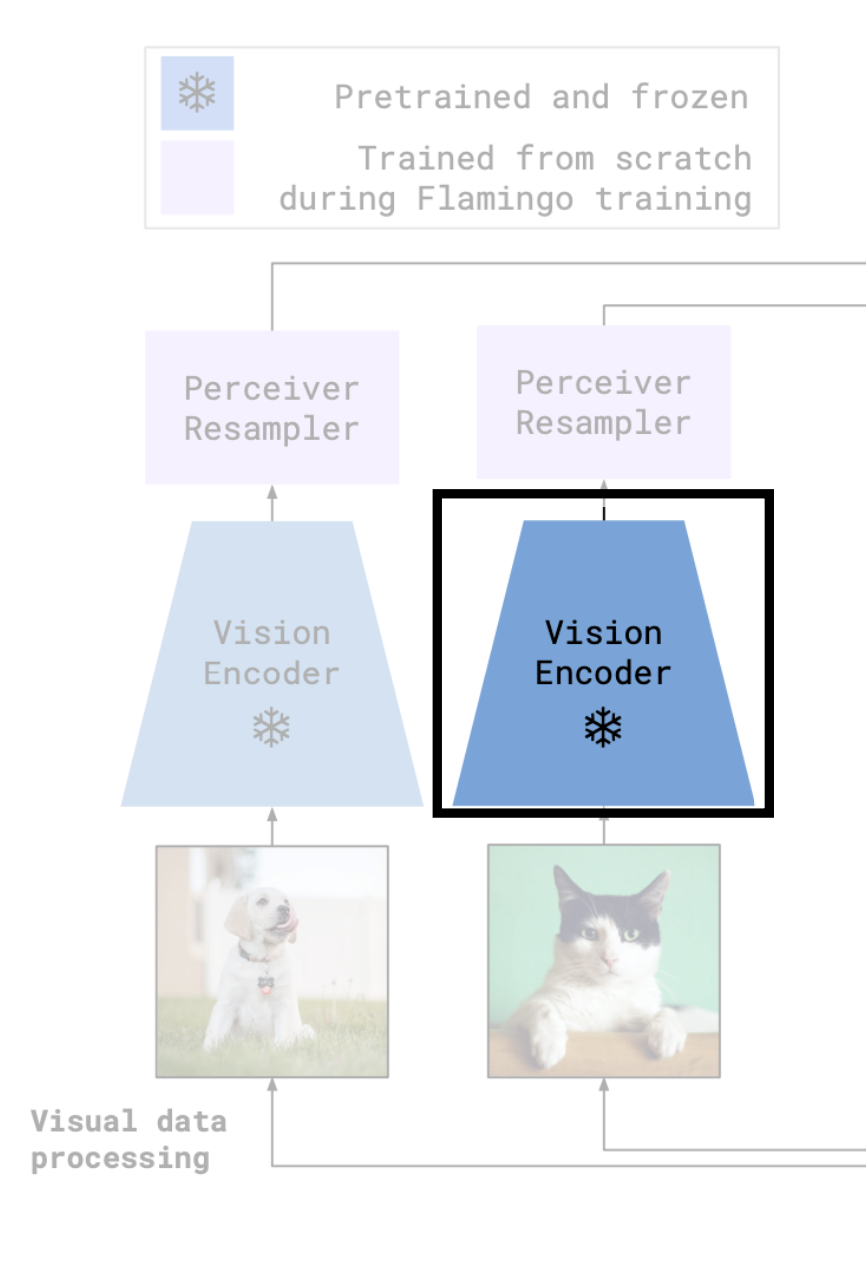 Pretrained and frozen
Trained from scratch
during Flamingo training
Perceiver
Resampler
Perceiver
Resampler
Vision
Encoder
Vision
Encoder
Visual data
processing